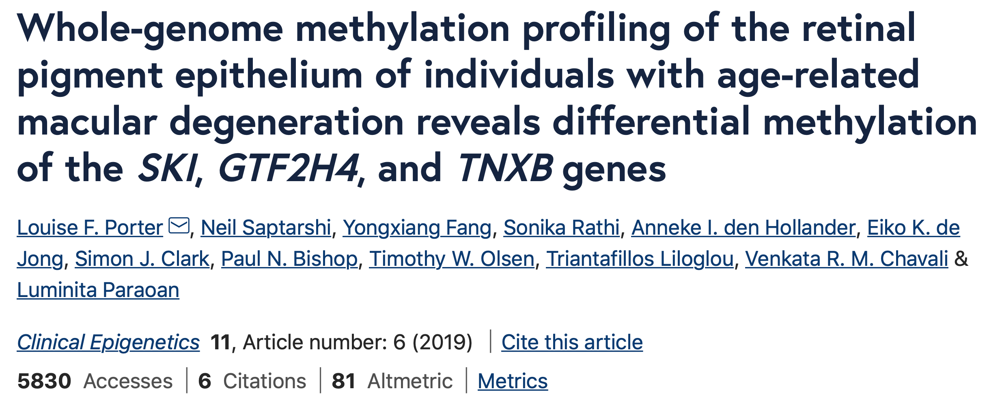 Whole-genome methylation profiling of the retinal
pigment epithelium of individuals with age-related
macular degeneration reveals differential methylation
of the SKI, GTF2H4, and TNXB genes
Louise F. Porter, Neil Saptarshi, Yongxiang Fang, Sonika Rathi, Anneke I. den Hollander, Eiko K. de
Jong, Simon J. Clark, Paul N. Bishop, Timothy W. Olsen, Triantafillos Liloglou, Venkata R. M. Chavali &
Luminita Paraoan
Clinical Epigenetics 11, Article number: 6 (2019) | Cite this article
5830 Accesses | 6 Citations | 81 Altmetric | Metrics